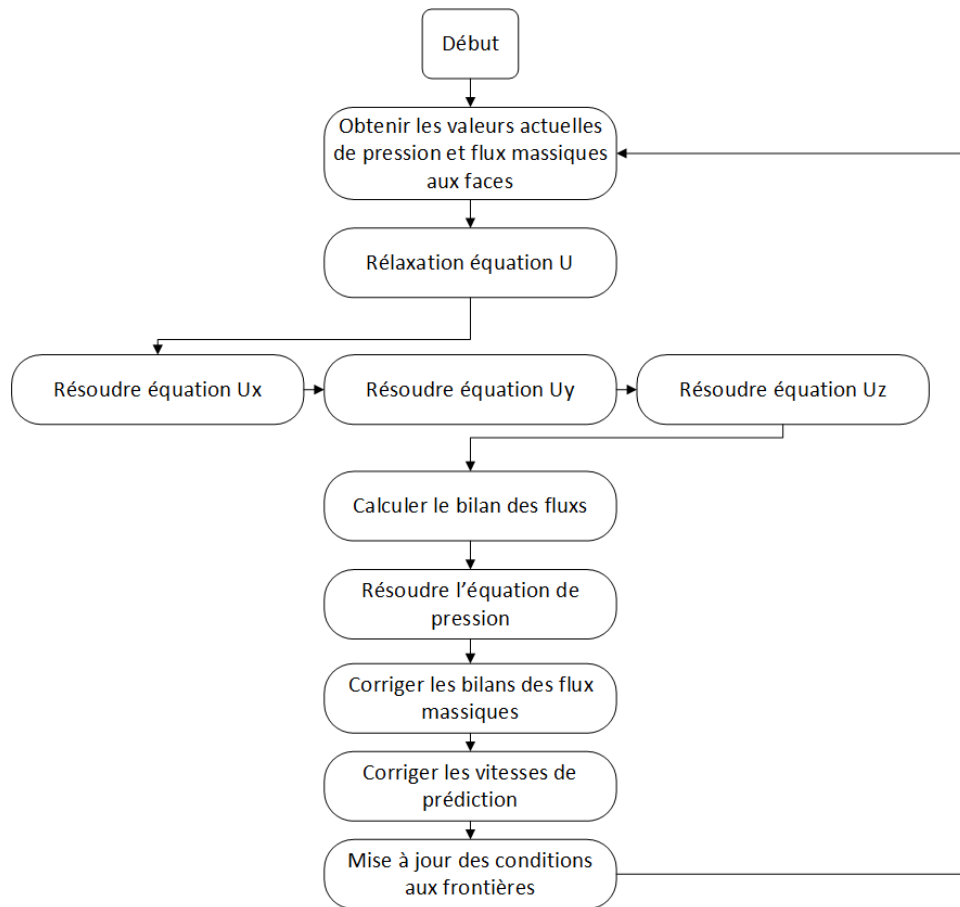 Début
Obtenir les valeurs actuelles
de pression et flux massiques
aux faces
Rélaxation équation U
Résoudre équation Ux
Résoudre équation Uy
Résoudre équation Uz
Calculer le bilan des fluxs
Résoudre l’équation de
pression
Corriger les bilans des flux
massiques
Corriger les vitesses de
prédiction
Mise à jour des conditions
aux frontières